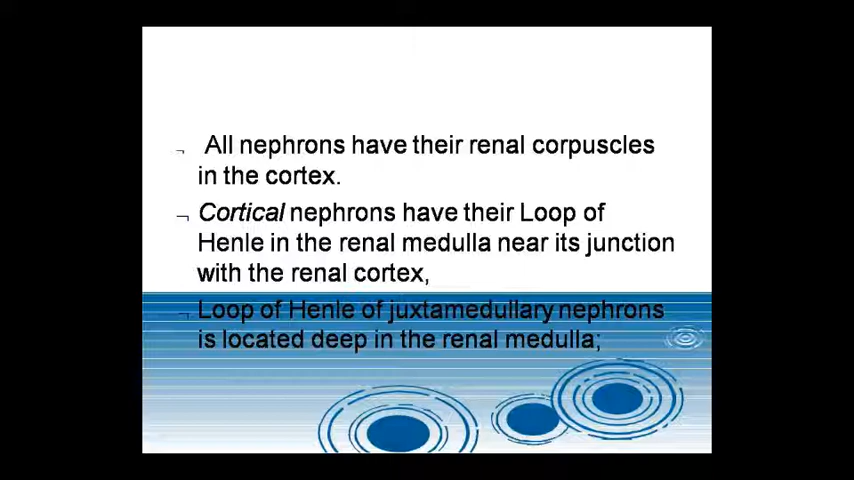 ¬ All nephrons have their renal corpuscles
in the cortex.
¬ Cortical nephrons have their Loop of
Henle in the renal medulla near its junction
with the renal cortex,
¬ Loop of Henle of juxtamedullary nephrons
is located deep in the renal medulla;